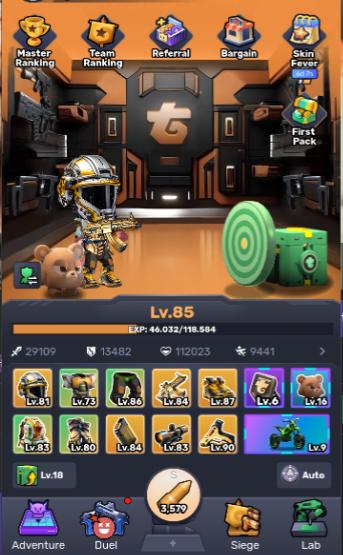 Master
Ranking
Team
Ranking
Referral
Bargain
Skin
Fever
6d 7h
First
Pack
Lv.85
EXP: 46.032/118.584
29109
13482
112023
9441
Lv.81
Lv.73
Lv.86
Lv.84
Lv.87
Lv.6
Lv.16
Lv.83
Lv.80
Lv.84
Lv.83
Lv.90
Lv.9
Lv.18
S
3,579
Auto
Adventure
Duel
Siege
Lab